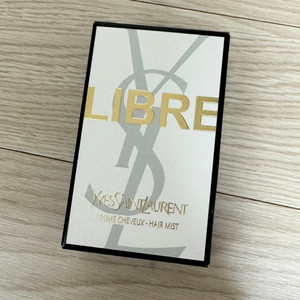 LIBRE
YVES SAINT LAURENT
BRUME CHEVEUX - HAIR MIST